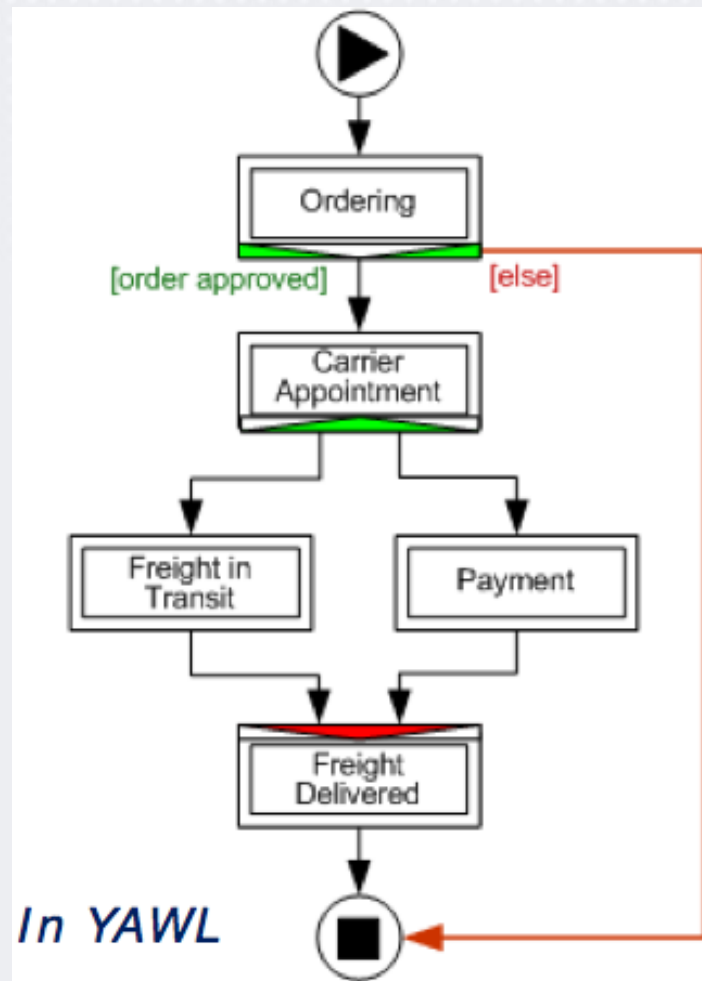 Ordering
[order approved]
[else]
Carrier
Appointment
Freight in
Transit
Payment
Freight
Delivered
In YAWL